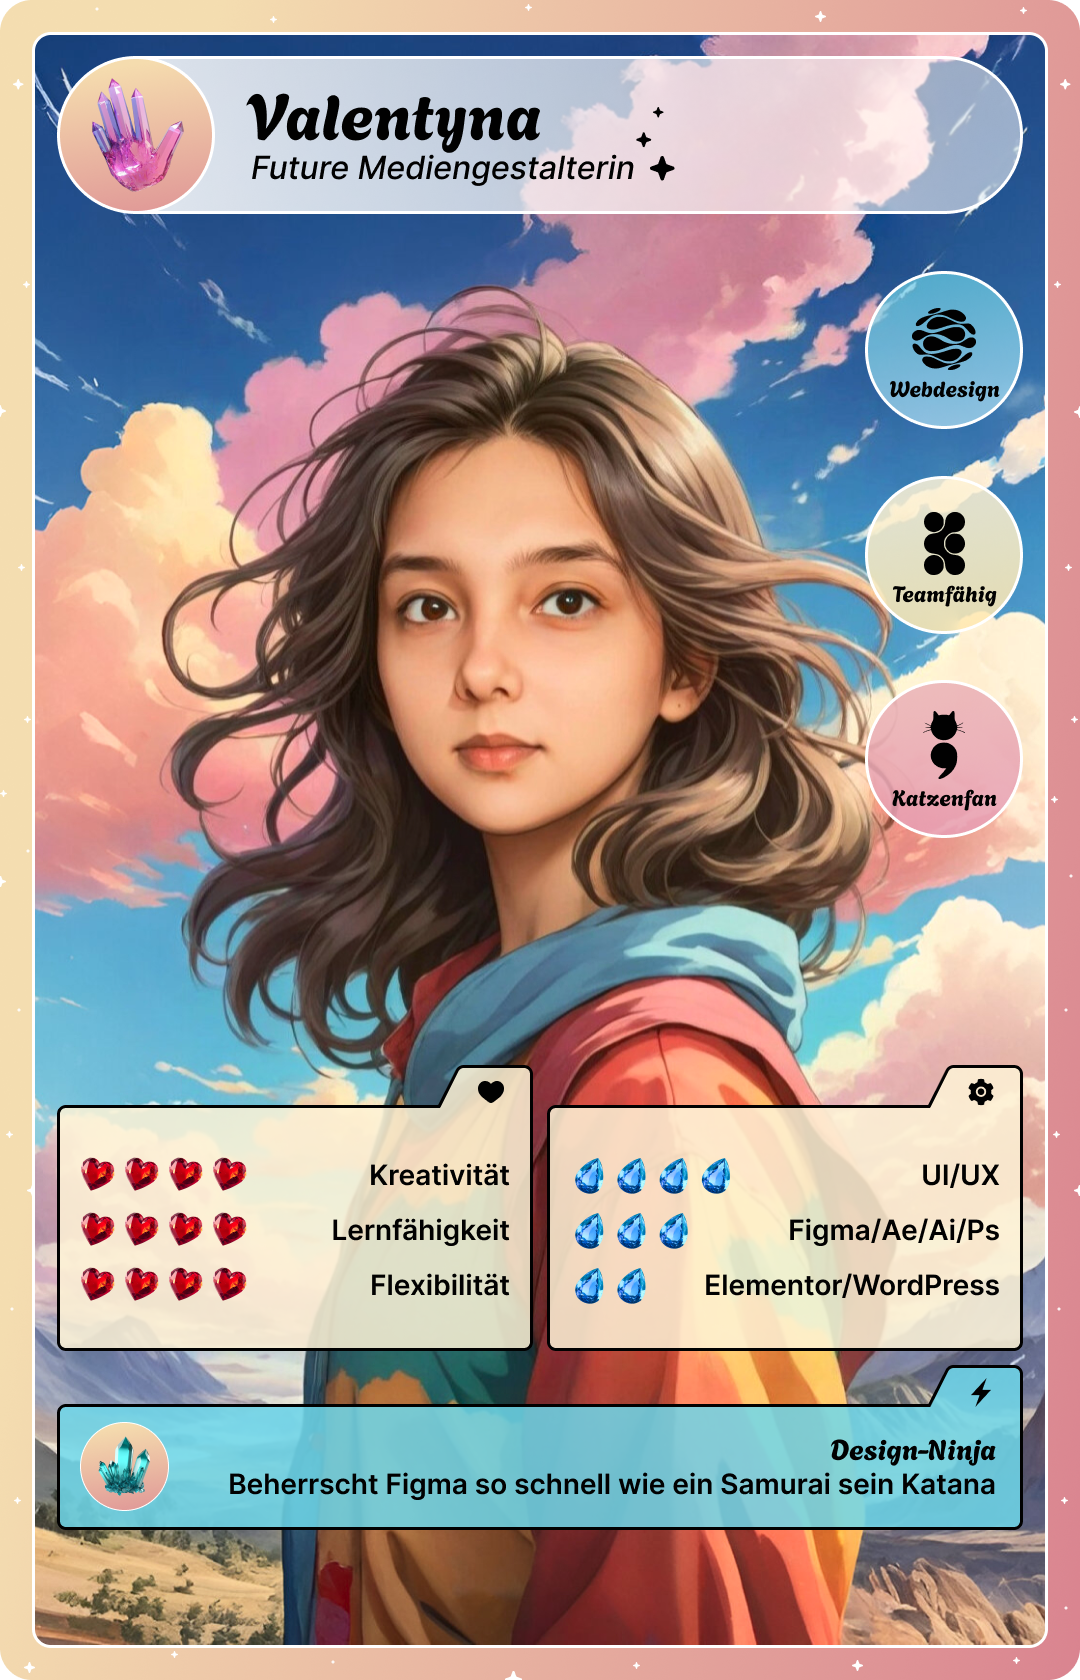 Valentyna
Future Mediengestalterin
Webdesign
Teamfähig
Katzenfan
Kreativität
Lernfähigkeit
Flexibilität
UI/UX
Figma/Ae/Ai/Ps
Elementor/WordPress
Design-Ninja
Beherrscht Figma so schnell wie ein Samurai sein Katana